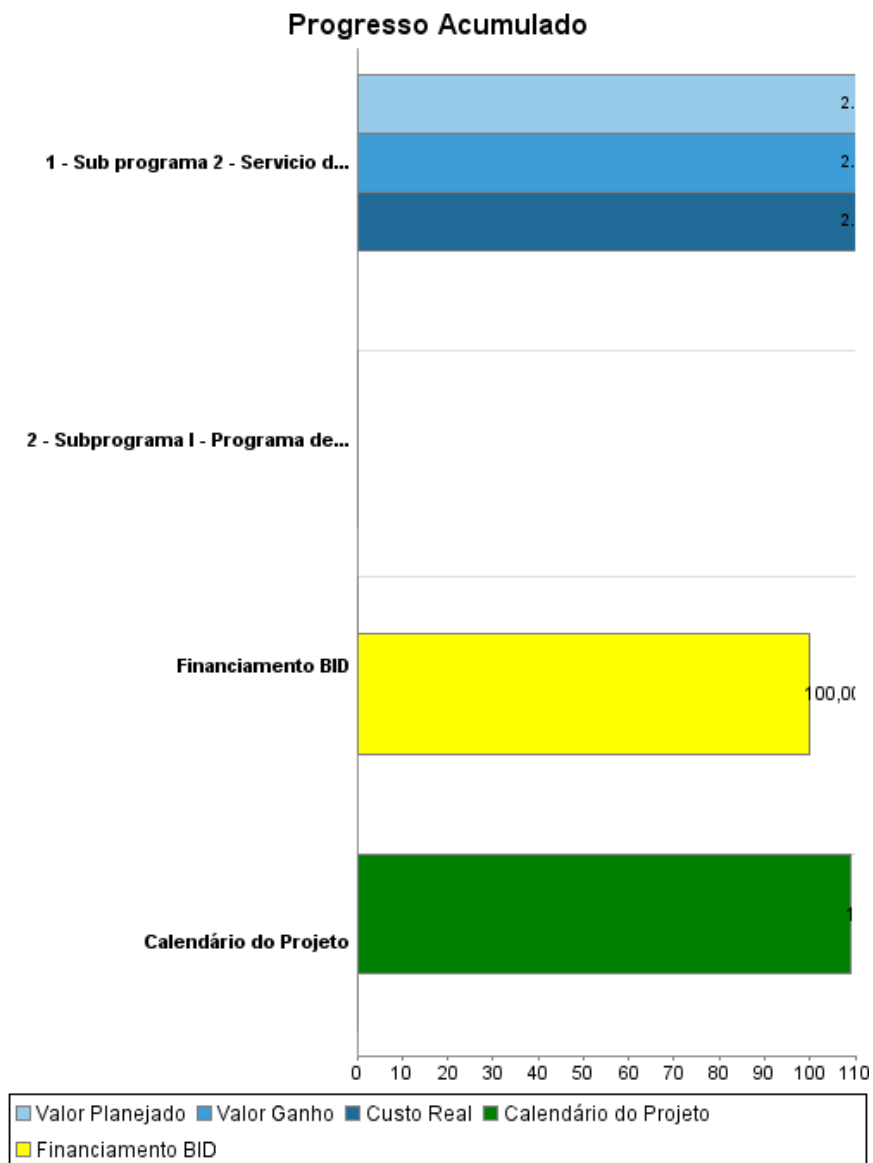 Progresso Acumulado
2.
1 - Sub programa 2 - Servicio d...
2.
2.
2 - Subprograma I - Programa de...
Financiamento BID
100,00
1
Calendário do Projeto
0 10 20 30 40 50 60 70 80 90 100 110
Valor Planejado Valor Ganho Custo Real Calendário do Projeto
Financiamento BID